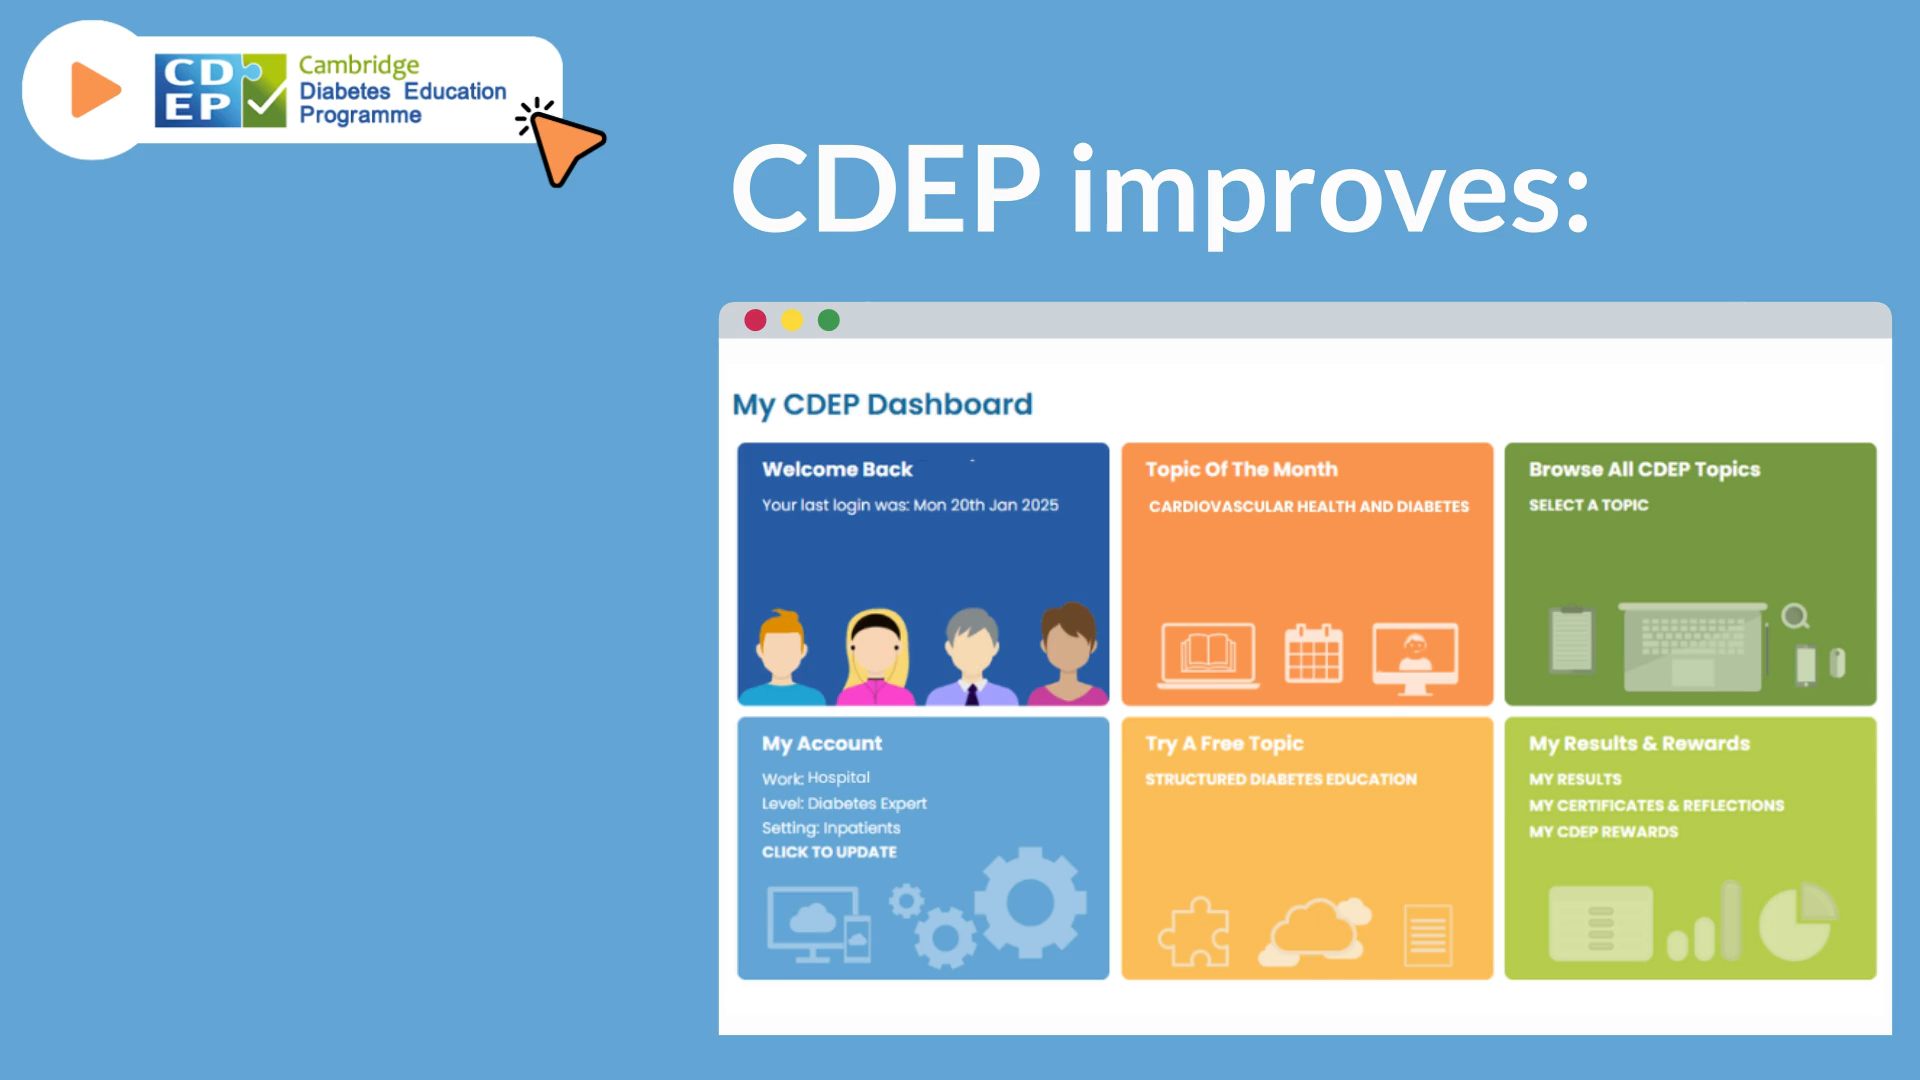 CD
EP
Cambridge
Diabetes Education
Programme
CDEP improves:
My CDEP Dashboard
Welcome Back
Your last login was: Mon 20th Jan 2025
Topic Of The Month
CARDIOVASCULAR HEALTH AND DIABETES
Browse All CDEP Topics
SELECT A TOPIC
My Account
Work: Hospital
Level: Diabetes Expert
Setting: Inpatients
CLICK TO UPDATE
Try A Free Topic
STRUCTURED DIABETES EDUCATION
My Results & Rewards
MY RESULTS
MY CERTIFICATES & REFLECTIONS
MY CDEP REWARDS